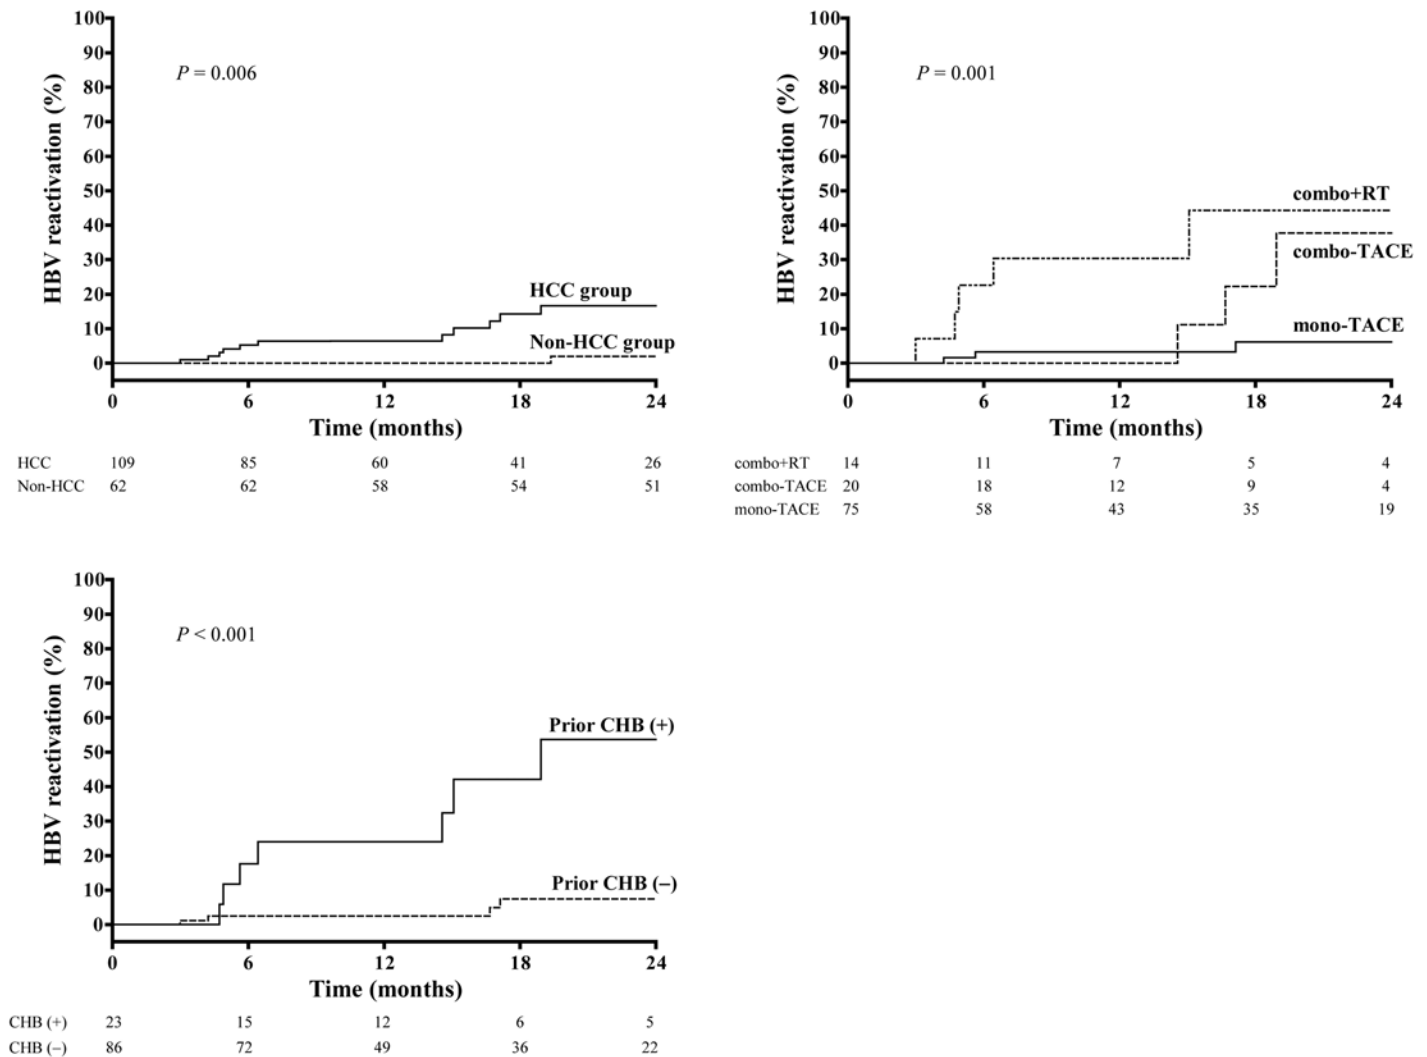 100
90
80
70
60
50
40
30
20
10
0
HBV reactivation (%)
P = 0.006
HCC group
Non-HCC group
0 6 12 18 24
Time (months)
HCC 109 85 60 41 26
Non-HCC 62 62 58 54 51
100
90
80
70
60
50
40
30
20
10
0
HBV reactivation (%)
P = 0.001
combo+RT
combo-TACE
mono-TACE
0 6 12 18 24
Time (months)
combo+RT 14 11 7 5 4
combo-TACE 20 18 12 9 4
mono-TACE 75 58 43 35 19
100
90
80
70
60
50
40
30
20
10
0
HBV reactivation (%)
P < 0.001
Prior CHB (+)
Prior CHB (−)
0 6 12 18 24
Time (months)
CHB (+) 23 15 12 6 5
CHB (−) 86 72 49 36 22